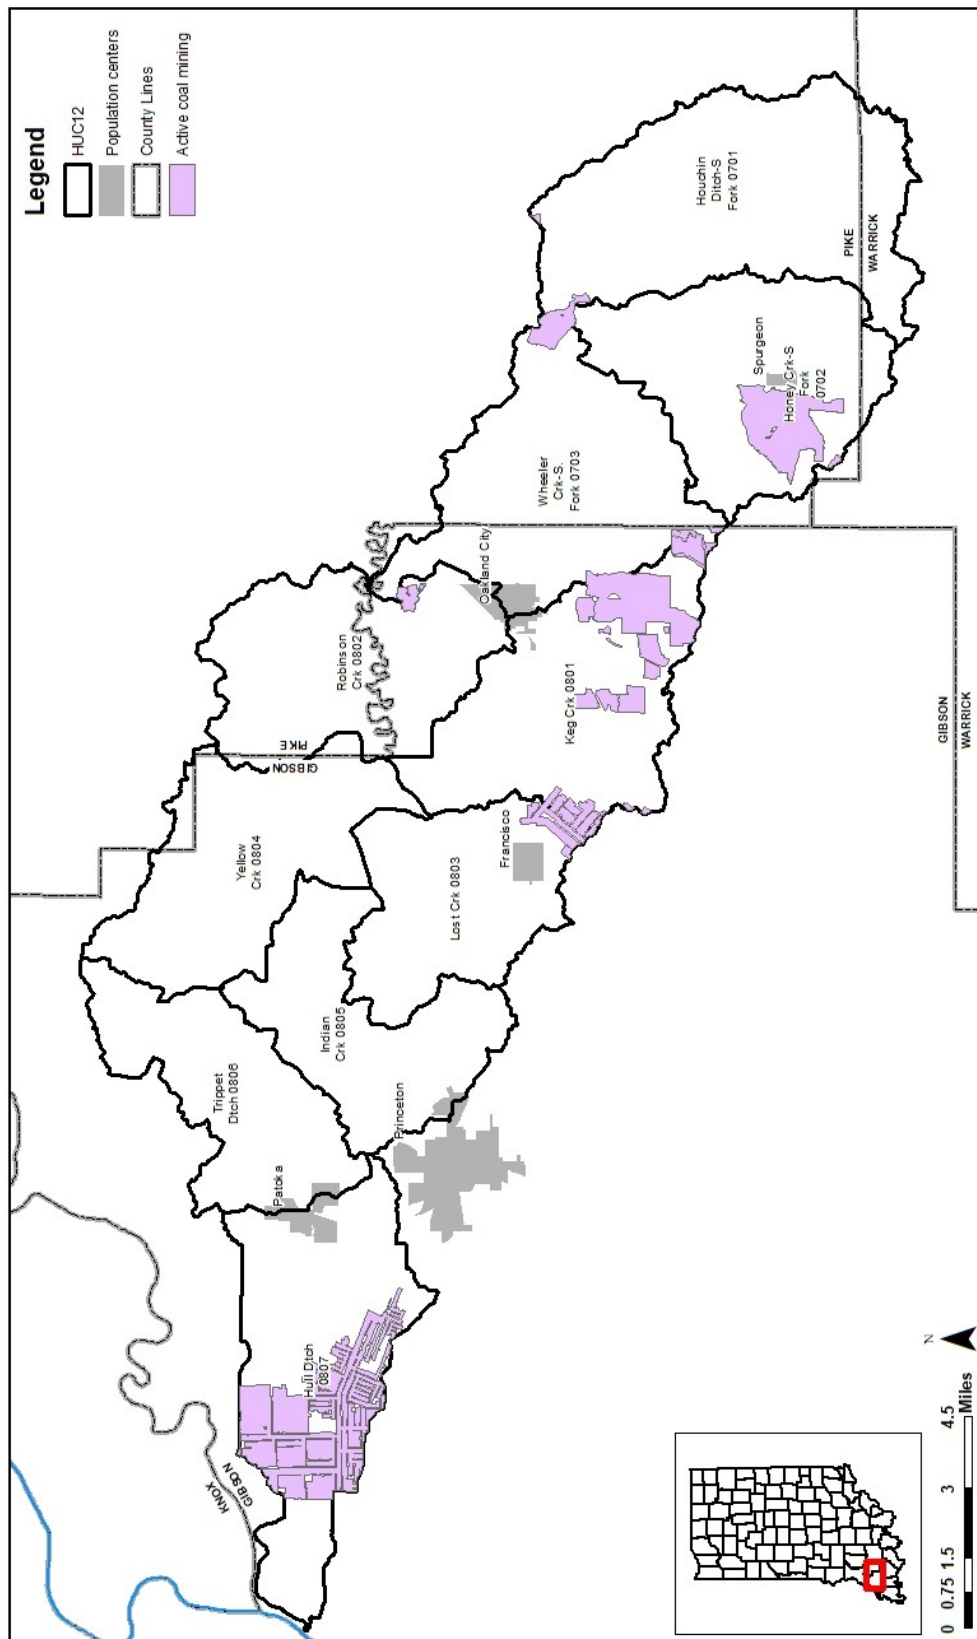 Legend
HUC12
Population centers
County Lines
Active coal mining
KNOX
GIBSON
Hull Ditch
0807
Patoka
Trippet
Dtch 0806
Princeton
Indian
Crk 0805
Yellow
Crk 0804
Lost Crk 0803
Francisco
GIBSON
PIKE
Robinson
Crk 0802
Keg Crk 0801
Oakland City
Wheeler
Crk-S.
Fork 0703
Spurgeon
Honey Crk-S
Fork
0702
Houchin
Ditch-S
Fork 0701
PIKE
WARRICK
GIBSON
WARRICK
N
0 0.75 1.5 3 4.5
Miles